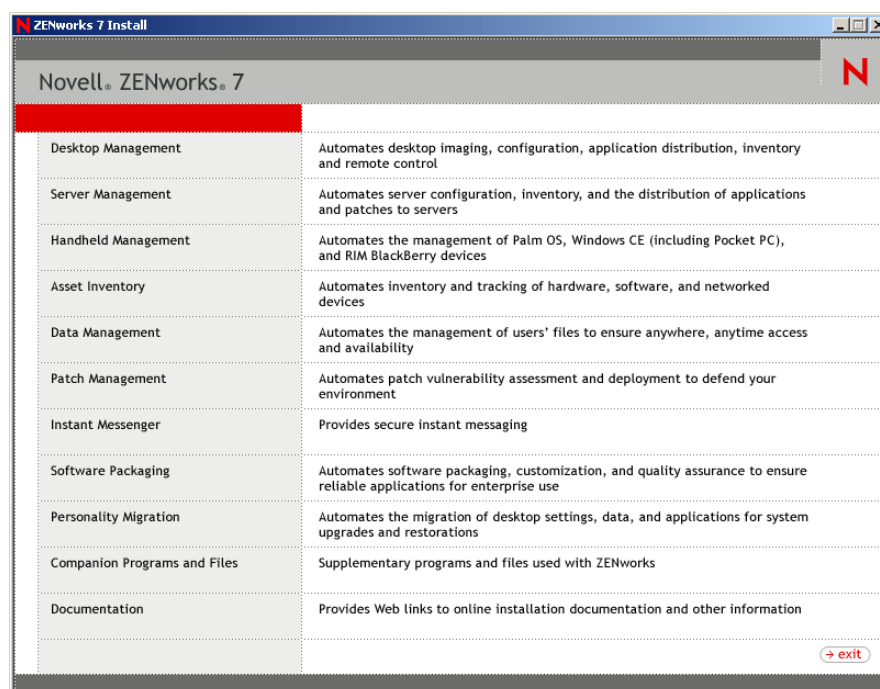 N ZENworks 7 Install
Novell® ZENworks® 7
N
Desktop Management
Automates desktop imaging, configuration, application distribution, inventory
and remote control
Server Management
Automates server configuration, inventory, and the distribution of applications
and patches to servers
Handheld Management
Automates the management of Palm OS, Windows CE (including Pocket PC),
and RIM BlackBerry devices
Asset Inventory
Automates inventory and tracking of hardware, software, and networked
devices
Data Management
Automates the management of users’ files to ensure anywhere, anytime access
and availability
Patch Management
Automates patch vulnerability assessment and deployment to defend your
environment
Instant Messenger
Provides secure instant messaging
Software Packaging
Automates software packaging, customization, and quality assurance to ensure
reliable applications for enterprise use
Personality Migration
Automates the migration of desktop settings, data, and applications for system
upgrades and restorations
Companion Programs and Files
Supplementary programs and files used with ZENworks
Documentation
Provides Web links to online installation documentation and other information
→ exit